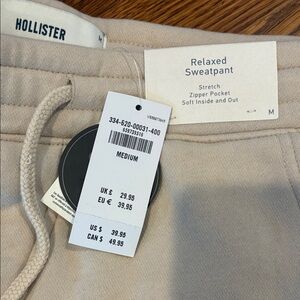 HOLLISTER
M
Relaxed
Sweatpant
Stretch
Zipper Pocket
Soft Inside and Out
M
334-620-00031-400
MEDIUM
UK £ 29.95
EU € 39,95
US $ 39.95
CAN $ 49.95